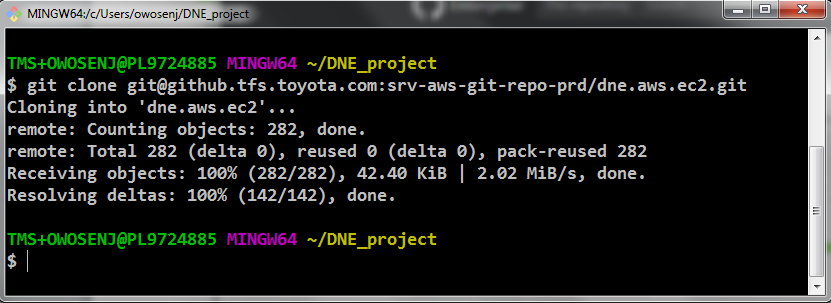 MINGW64:/c/Users/owosenj/DNE_project
TMS+OWOSENJ@PL9724885 MINGW64 ~/DNE_project
$ git clone git@github.tfs.toyota.com:srv-aws-git-repo-prd/dne.aws.ec2.git
Cloning into 'dne.aws.ec2'...
remote: Counting objects: 282, done.
remote: Total 282 (delta 0), reused 0 (delta 0), pack-reused 282
Receiving objects: 100% (282/282), 42.40 KiB | 2.02 MiB/s, done.
Resolving deltas: 100% (142/142), done.
TMS+OWOSENJ@PL9724885 MINGW64 ~/DNE_project
$